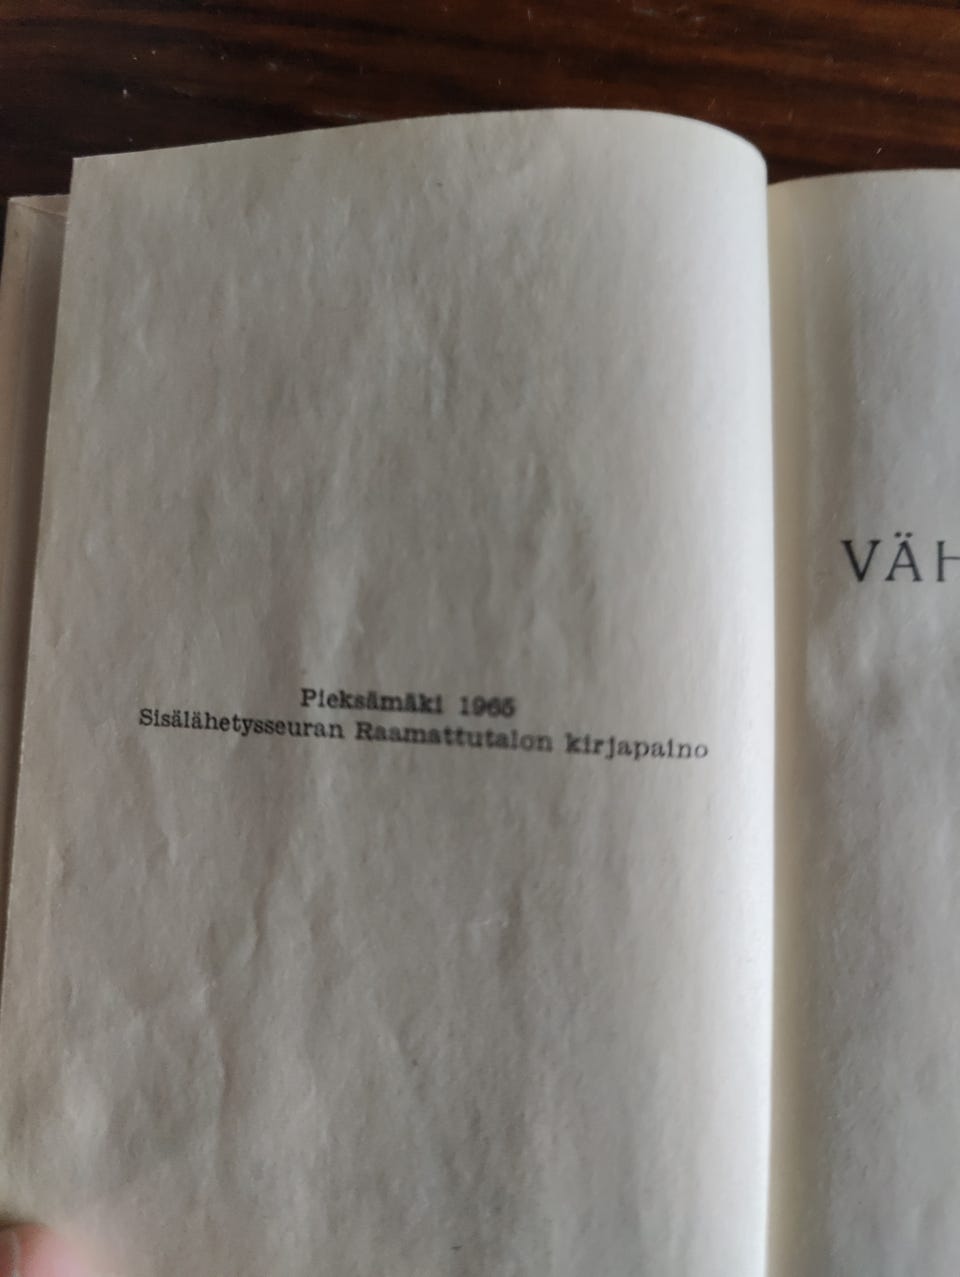 Pieksämäki 1965
Sisälähetysseuran Raamattutalon kirjapaino
VÄH